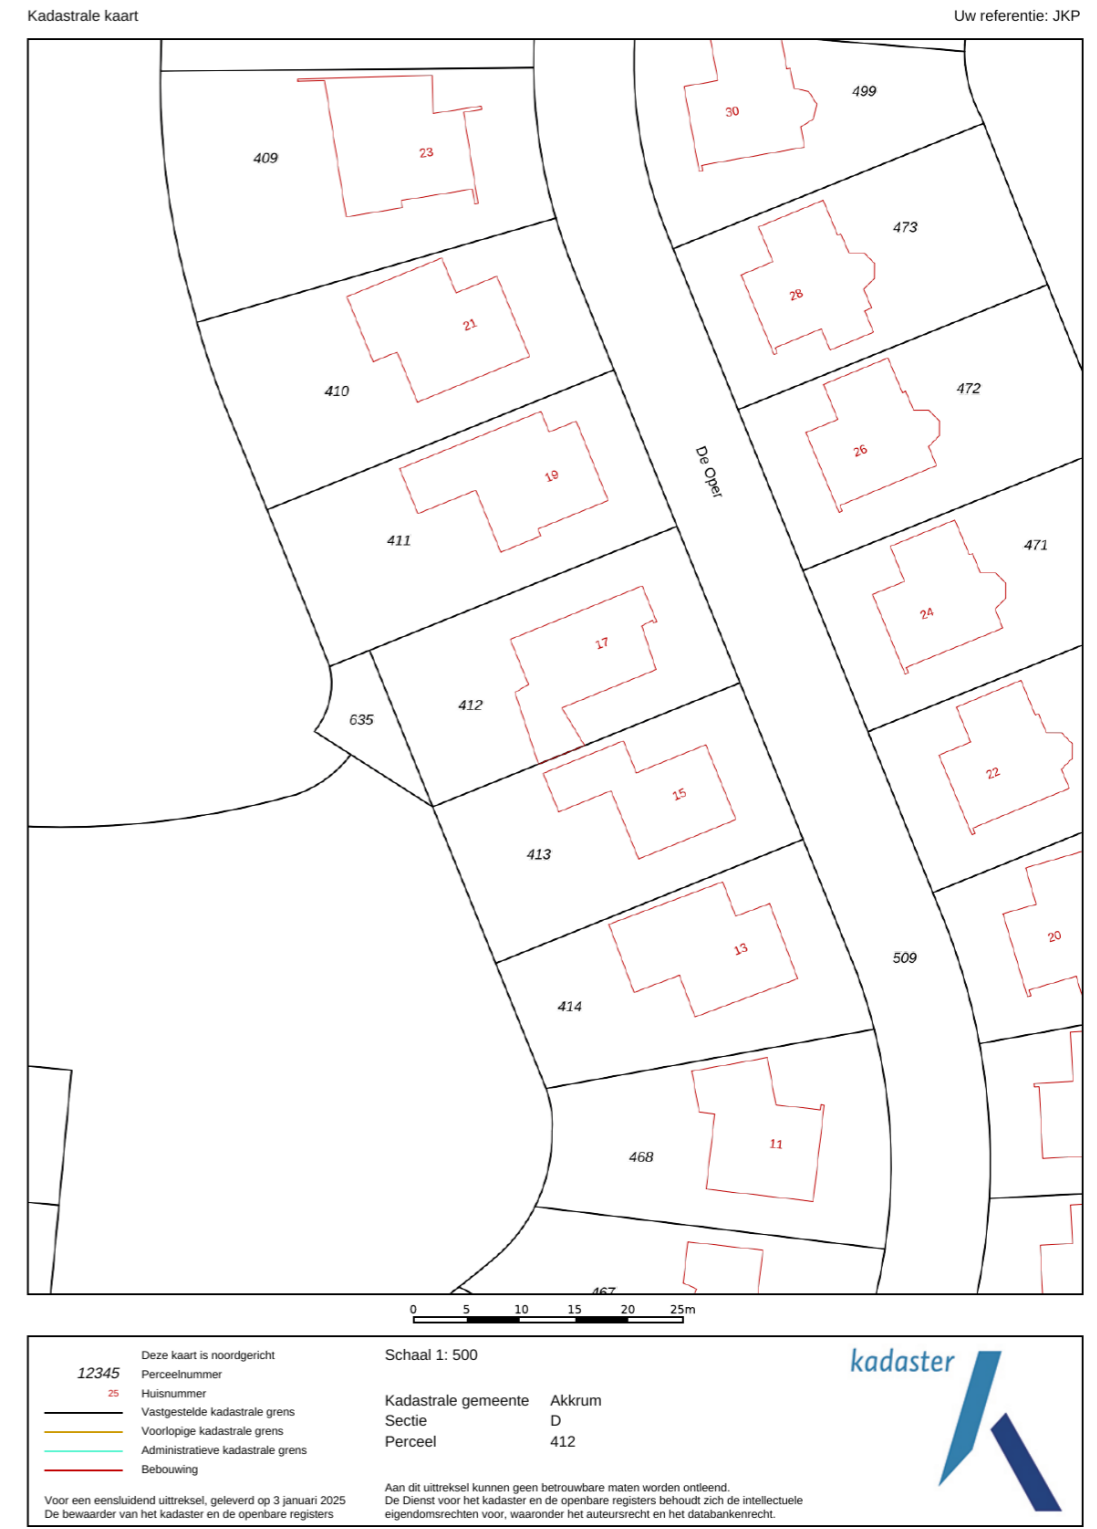 Kadastrale kaart
Uw referentie: JKP
30
499
23
409
473
28
21
410
472
26
De Oper
19
411
471
24
17
412
635
22
15
413
20
13
509
414
11
468
467
0 5 10 15 20 25m
Deze kaart is noordgericht
12345 Perceelnummer
25 Huisnummer
Vastgestelde kadastrale grens
Voorlopige kadastrale grens
Administratieve kadastrale grens
Bebouwing
Voor een eensluidend uittreksel, geleverd op 3 januari 2025
De bewaarder van het kadaster en de openbare registers
Schaal 1: 500
Kadastrale gemeente Akkrum
Sectie D
Perceel 412
Aan dit uittreksel kunnen geen betrouwbare maten worden ontleend.
De Dienst voor het kadaster en de openbare registers behoudt zich de intellectuele
eigendomsrechten voor, waaronder het auteursrecht en het databankenrecht.
kadaster